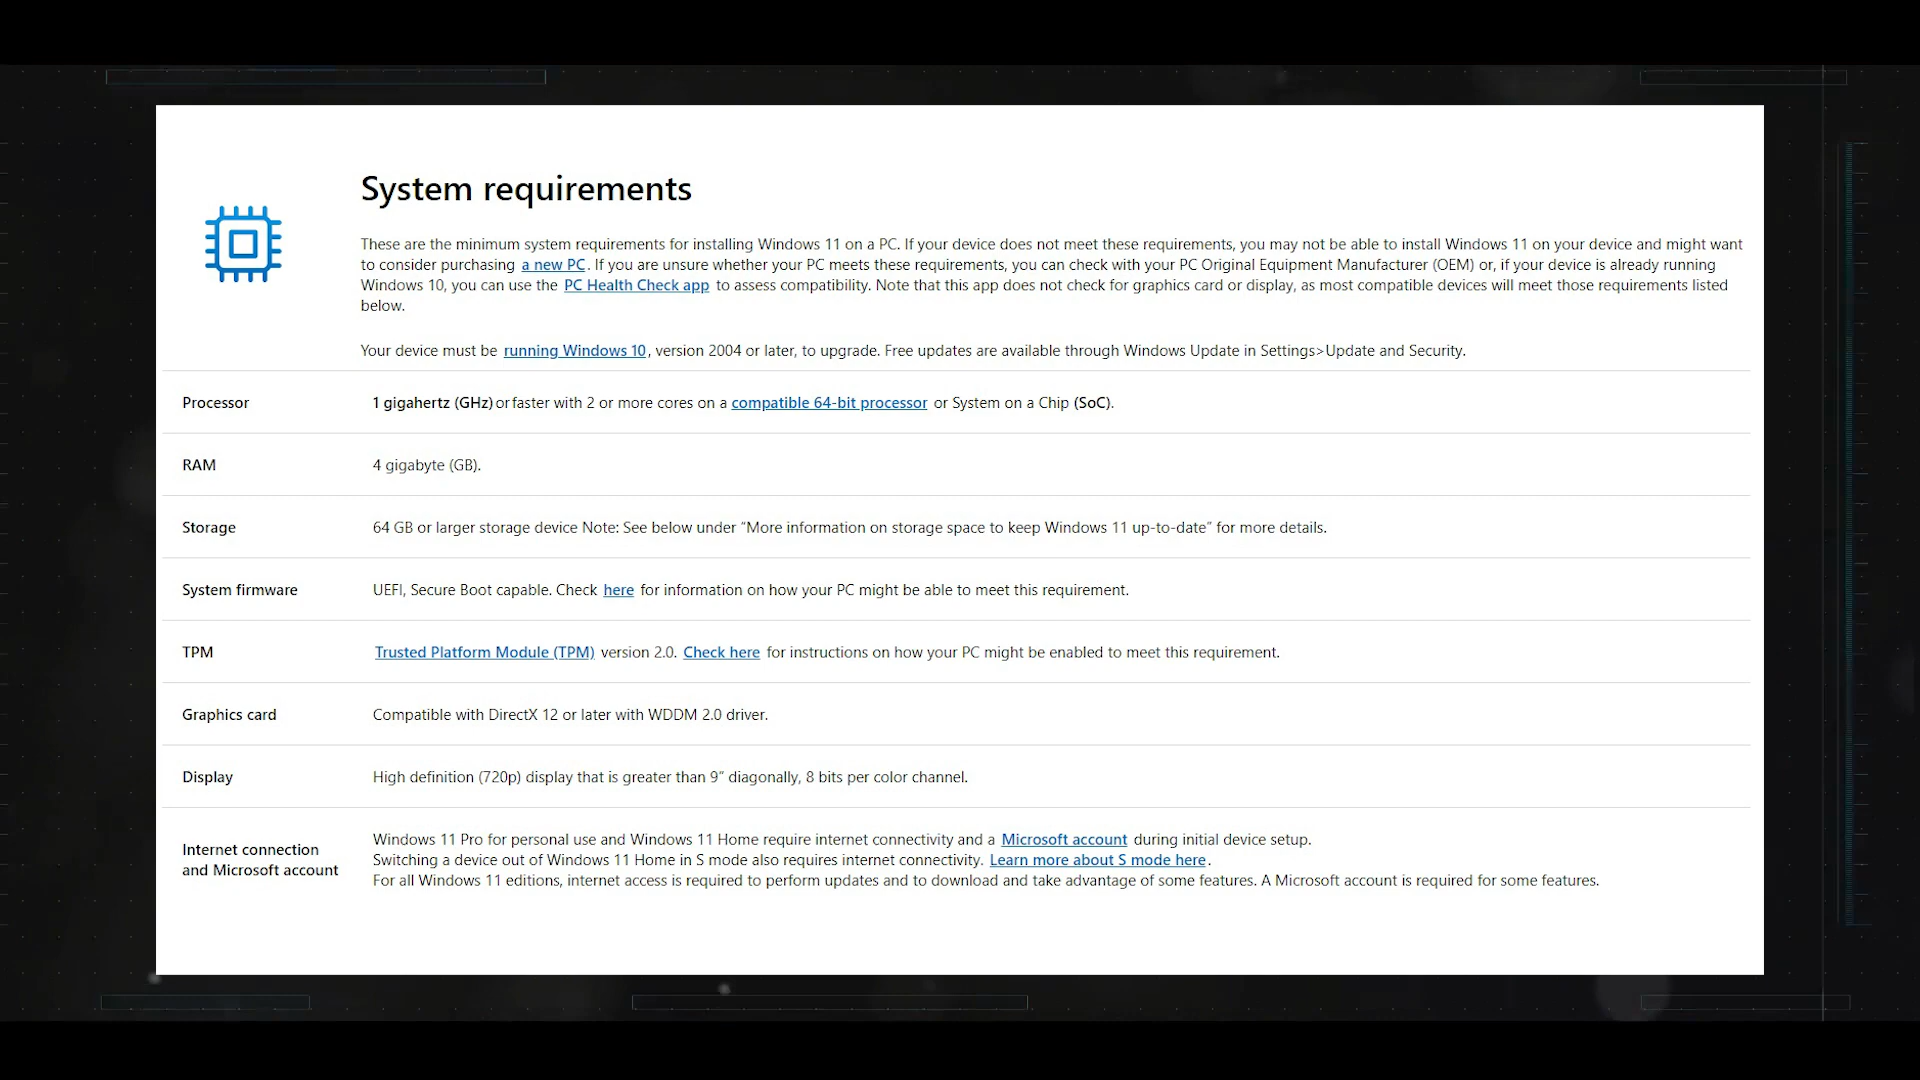 System requirements
These are the minimum system requirements for installing Windows 11 on a PC. If your device does not meet these requirements, you may not be able to install Windows 11 on your device and might want
to consider purchasing a new PC. If you are unsure whether your PC meets these requirements, you can check with your PC Original Equipment Manufacturer (OEM) or, if your device is already running
Windows 10, you can use the PC Health Check app to assess compatibility. Note that this app does not check for graphics card or display, as most compatible devices will meet those requirements listed
below.
Your device must be running Windows 10, version 2004 or later, to upgrade. Free updates are available through Windows Update in Settings>Update and Security.
Processor 1 gigahertz (GHz) or faster with 2 or more cores on a compatible 64-bit processor or System on a Chip (SoC).
RAM 4 gigabyte (GB).
Storage 64 GB or larger storage device Note: See below under “More information on storage space to keep Windows 11 up-to-date” for more details.
System firmware UEFI, Secure Boot capable. Check here for information on how your PC might be able to meet this requirement.
TPM Trusted Platform Module (TPM) version 2.0. Check here for instructions on how your PC might be enabled to meet this requirement.
Graphics card Compatible with DirectX 12 or later with WDDM 2.0 driver.
Display High definition (720p) display that is greater than 9” diagonally, 8 bits per color channel.
Internet connection
and Microsoft account
Windows 11 Pro for personal use and Windows 11 Home require internet connectivity and a Microsoft account during initial device setup.
Switching a device out of Windows 11 Home in S mode also requires internet connectivity. Learn more about S mode here.
For all Windows 11 editions, internet access is required to perform updates and to download and take advantage of some features. A Microsoft account is required for some features.